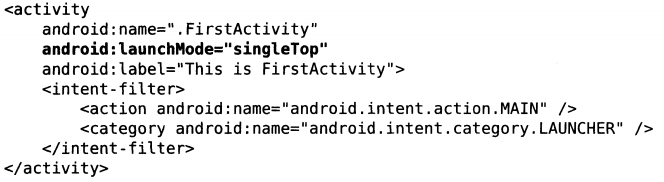 <activity
    android:name=".FirstActivity"
    android:launchMode="singleTop"
    android:label="This is FirstActivity">
    <intent-filter>
        <action android:name="android.intent.action.MAIN" />
        <category android:name="android.intent.category.LAUNCHER" />
    </intent-filter>
</activity>